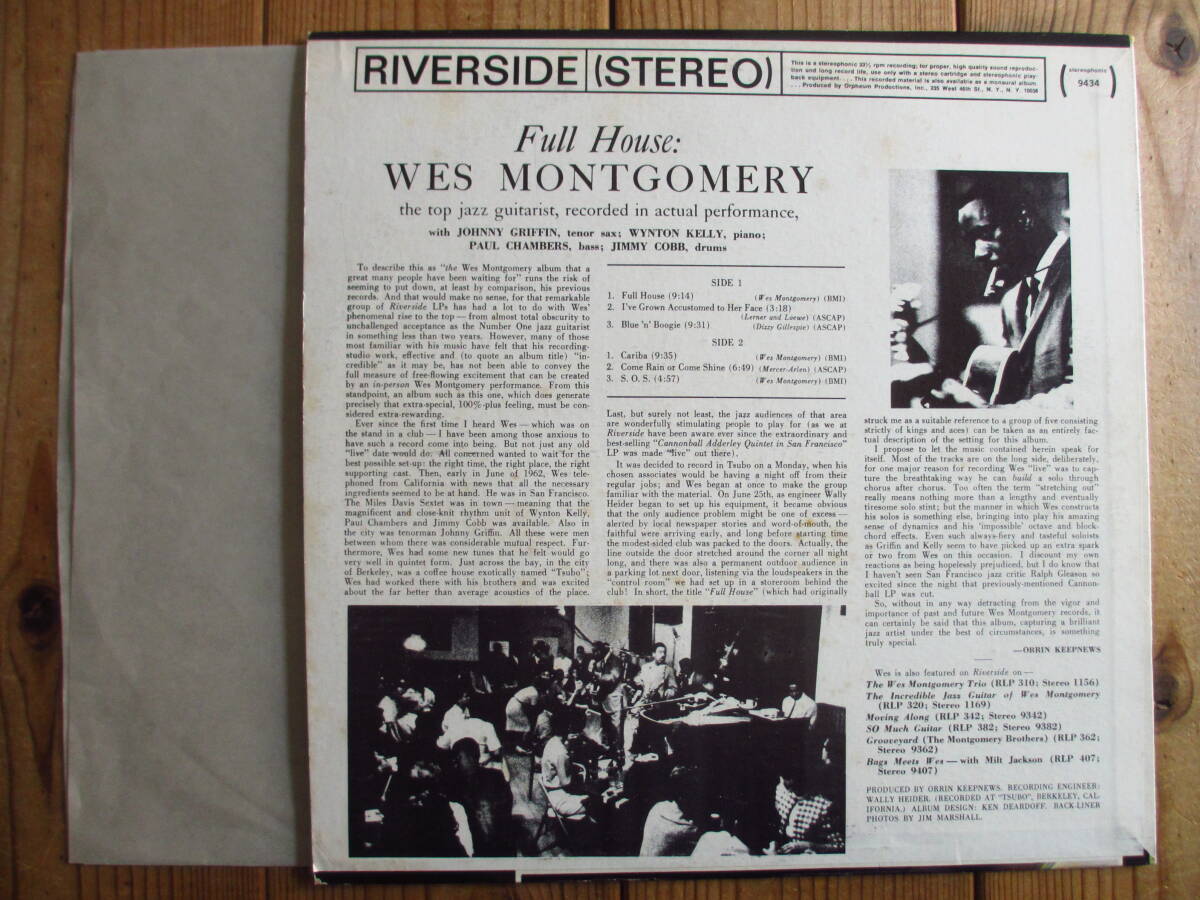 RIVERSIDE (STEREO)
This is a stereophonic 33⅓ rpm recording; for proper, high quality sound reproduc-
tion and long record life, use only with a stereo cartridge and stereophonic play-
back equipment. . . . This recorded material is also available as a monaural album.
. . . Produced by Orpheum Productions, Inc., 235 West 46th St., N. Y., N. Y. 10036
(stereophonic
9434)
Full House:
WES MONTGOMERY
the top jazz guitarist, recorded in actual performance,
with JOHNNY GRIFFIN, tenor sax; WYNTON KELLY, piano;
PAUL CHAMBERS, bass; JIMMY COBB, drums
To describe this as "the Wes Montgomery album that a
great many people have been waiting for" runs the risk of
seeming to put down, at least by comparison, his previous
records. And that would make no sense, for that remarkable
group of Riverside LPs has had a lot to do with Wes'
phenomenal rise to the top — from almost total obscurity to
unchallenged acceptance as the Number One jazz guitarist
in something less than two years. However, many of those
most familiar with his music have felt that his recording-
studio work, effective and (to quote an album title) "in-
credible" as it may be, has not been able to convey the
full measure of free-flowing excitement that can be created
by an in-person Wes Montgomery performance. From this
standpoint, an album such as this one, which does generate
precisely that extra-special, 100%-plus feeling, must be con-
sidered extra-rewarding.
Ever since the first time I heard Wes — which was on
the stand in a club — I have been among those anxious to
have such a record come into being. But not just any old
"live" date would do. All concerned wanted to wait for the
best possible set-up: the right time, the right place, the right
supporting cast. Then, early in June of 1962, Wes tele-
phoned from California with news that all the necessary
ingredients seemed to be at hand. He was in San Francisco.
The Miles Davis Sextet was in town — meaning that the
magnificent and close-knit rhythm unit of Wynton Kelly,
Paul Chambers and Jimmy Cobb was available. Also in
the city was tenorman Johnny Griffin. All these were men
between whom there was considerable mutual respect. Fur-
thermore, Wes had some new tunes that he felt would go
very well in quintet form. Just across the bay, in the city
of Berkeley, was a coffee house exotically named "Tsubo";
Wes had worked there with his brothers and was excited
about the far better than average acoustics of the place.
SIDE 1
1. Full House (9:14) (Wes Montgomery) (BMI)
2. I've Grown Accustomed to Her Face (3:18)
(Lerner and Loewe) (ASCAP)
3. Blue 'n' Boogie (9:31) (Dizzy Gillespie) (ASCAP)
SIDE 2
1. Cariba (9:35) (Wes Montgomery) (BMI)
2. Come Rain or Come Shine (6:49) (Mercer-Arlen) (ASCAP)
3. S. O. S. (4:57) (Wes Montgomery) (BMI)
Last, but surely not least, the jazz audiences of that area
are wonderfully stimulating people to play for (as we at
Riverside have been aware ever since the extraordinary and
best-selling "Cannonball Adderley Quintet in San Francisco"
LP was made "live" out there).
It was decided to record in Tsubo on a Monday, when his
chosen associates would be having a night off from their
regular jobs; and Wes began at once to make the group
familiar with the material. On June 25th, as engineer Wally
Heider began to set up his equipment, it became obvious
that the only audience problem might be one of excess —
alerted by local newspaper stories and word-of-mouth, the
faithful were arriving early, and long before starting time
the modest-sided club was packed to the doors. Actually, the
line outside the door stretched around the corner all night
long, and there was also a permanent outdoor audience in
a parking lot next door, listening via the loudspeakers in the
"control room" we had set up in a storeroom behind the
club! In short, the title "Full House" (which had originally
struck me as a suitable reference to a group of five consisting
strictly of kings and aces) can be taken as an entirely fac-
tual description of the setting for this album.
I propose to let the music contained herein speak for
itself. Most of the tracks are on the long side, deliberately,
for one major reason for recording Wes "live" was to cap-
ture the breathtaking way he can build a solo through
chorus after chorus. Too often the term "stretching out"
really means nothing more than a lengthy and eventually
tiresome solo stint; but the manner in which Wes constructs
his solos is something else, bringing into play his amazing
sense of dynamics and his 'impossible' octave and block-
chord effects. Even such always-fiery and tasteful soloists
as Griffin and Kelly seem to have picked up an extra spark
or two from Wes on this occasion. I discount my own
reactions as being hopelessly prejudiced, but I do know that
I haven't seen San Francisco jazz critic Ralph Gleason so
excited since the night that previously-mentioned Cannon-
ball LP was cut.
So, without in any way detracting from the vigor and
importance of past and future Wes Montgomery records, it
can certainly be said that this album, capturing a brilliant
jazz artist under the best of circumstances, is something
truly special.
—ORRIN KEEPNEWS
Wes is also featured on Riverside on —
The Wes Montgomery Trio (RLP 310; Stereo 1156)
The Incredible Jazz Guitar of Wes Montgomery
(RLP 320; Stereo 1169)
Moving Along (RLP 342; Stereo 9342)
SO Much Guitar (RLP 382; Stereo 9382)
Grooveyard (The Montgomery Brothers) (RLP 362;
Stereo 9362)
Bags Meets Wes — with Milt Jackson (RLP 407;
Stereo 9407)
PRODUCED BY ORRIN KEEPNEWS. RECORDING ENGINEER:
WALLY HEIDER. (RECORDED AT "TSUBO", BERKELEY, CAL-
IFORNIA.) ALBUM DESIGN: KEN DEARDOFF. BACK-LINER
PHOTOS BY JIM MARSHALL.